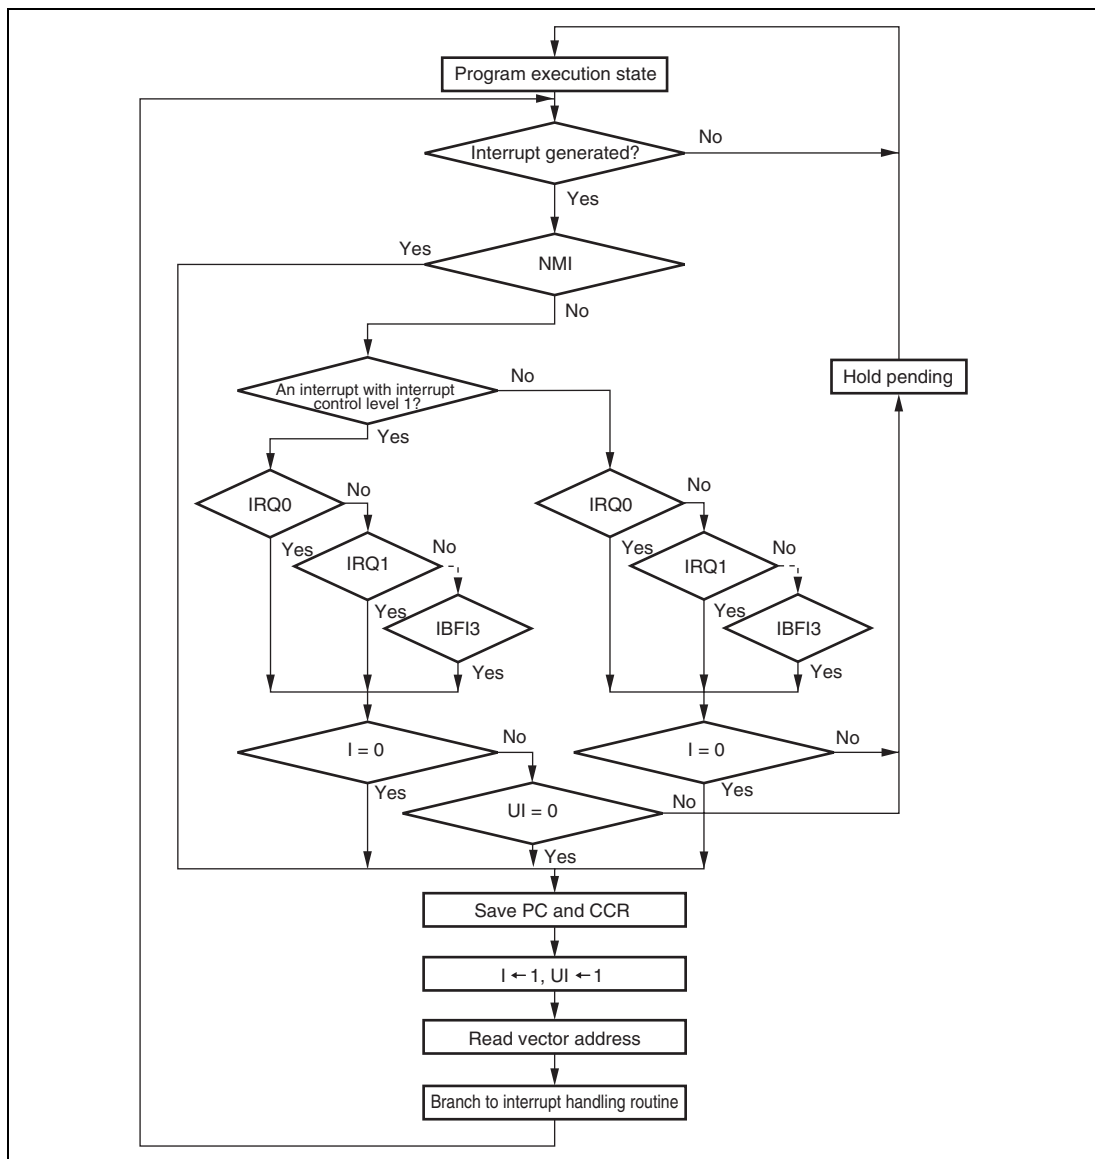 Program execution state
Interrupt generated?
No
Yes
Yes
NMI
No
An interrupt with interrupt
control level 1?
No
Hold pending
Yes
IRQ0
No
IRQ0
No
Yes
IRQ1
No
Yes
IRQ1
No
Yes
IBFI3
Yes
IBFI3
Yes
Yes
I = 0
No
I = 0
No
Yes
UI = 0
No
Yes
Yes
Save PC and CCR
I ← 1, UI ← 1
Read vector address
Branch to interrupt handling routine